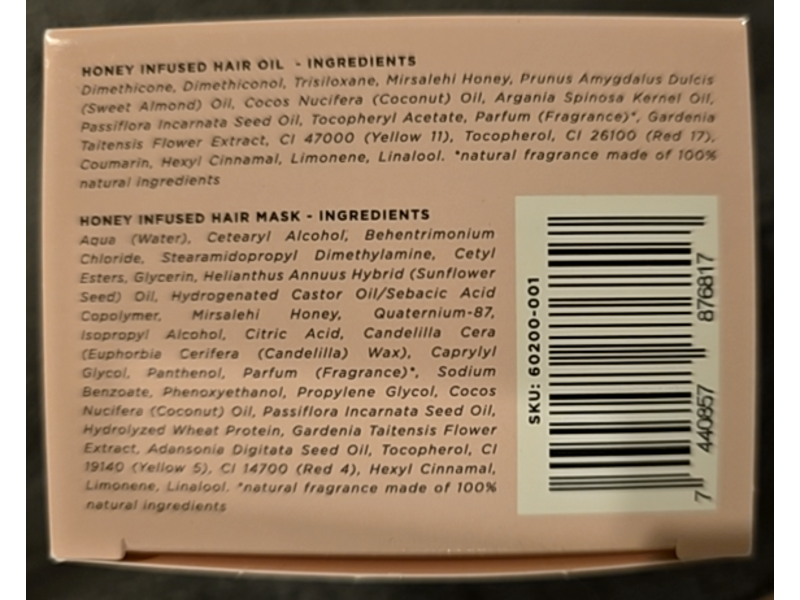 HONEY INFUSED HAIR OIL - INGREDIENTS
Dimethicone, Dimethiconol, Trisiloxane, Mirsalehi Honey, Prunus Amygdalus Dulcis
(Sweet Almond) Oil, Cocos Nucifera (Coconut) Oil, Argania Spinosa Kernel Oil,
Passiflora Incarnata Seed Oil, Tocopheryl Acetate, Parfum (Fragrance)*, Gardenia
Taitensis Flower Extract, CI 47000 (Yellow 11), Tocopherol, CI 26100 (Red 17),
Coumarin, Hexyl Cinnamal, Limonene, Linalool. *natural fragrance made of 100%
natural ingredients
HONEY INFUSED HAIR MASK - INGREDIENTS
Aqua (Water), Cetearyl Alcohol, Behentrimonium
Chloride, Stearamidopropyl Dimethylamine, Cetyl
Esters, Glycerin, Helianthus Annuus Hybrid (Sunflower
Seed) Oil, Hydrogenated Castor Oil/Sebacic Acid
Copolymer, Mirsalehi Honey, Quaternium-87,
Isopropyl Alcohol, Citric Acid, Candelilla Cera
(Euphorbia Cerifera (Candelilla) Wax), Caprylyl
Glycol, Panthenol, Parfum (Fragrance)*, Sodium
Benzoate, Phenoxyethanol, Propylene Glycol, Cocos
Nucifera (Coconut) Oil, Passiflora Incarnata Seed Oil,
Hydrolyzed Wheat Protein, Gardenia Taitensis Flower
Extract, Adansonia Digitata Seed Oil, Tocopherol, CI
19140 (Yellow 5), CI 14700 (Red 4), Hexyl Cinnamal,
Limonene, Linalool. *natural fragrance made of 100%
natural ingredients
SKU: 60200-001
7 440857 876817